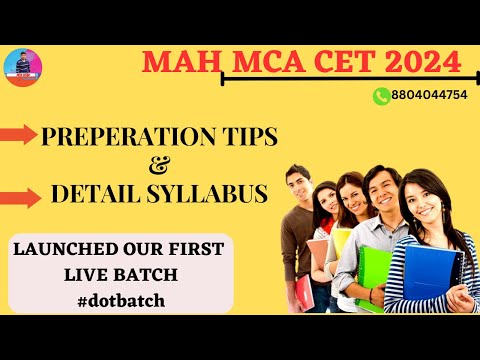 MAH MCA CET 2024
8804044754
PREPERATION TIPS
&
DETAIL SYLLABUS
LAUNCHED OUR FIRST
LIVE BATCH
#dotbatch